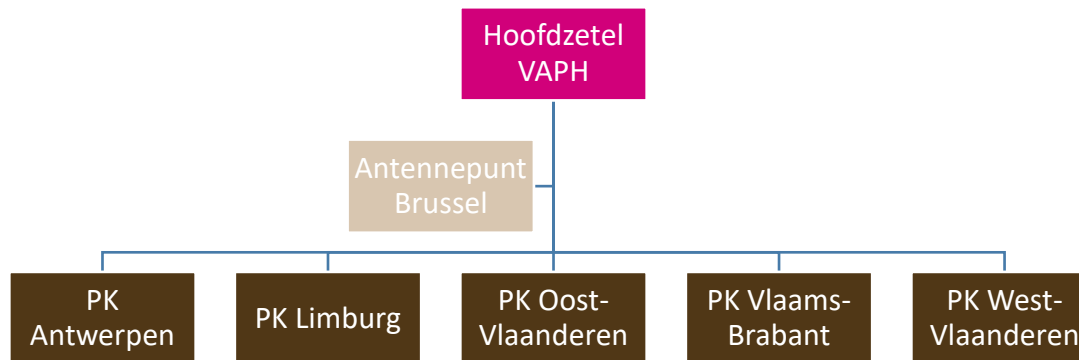 Hoofdzetel
VAPH
Antennepunt
Brussel
PK
Antwerpen
PK Limburg
PK Oost-
Vlaanderen
PK Vlaams-
Brabant
PK West-
Vlaanderen